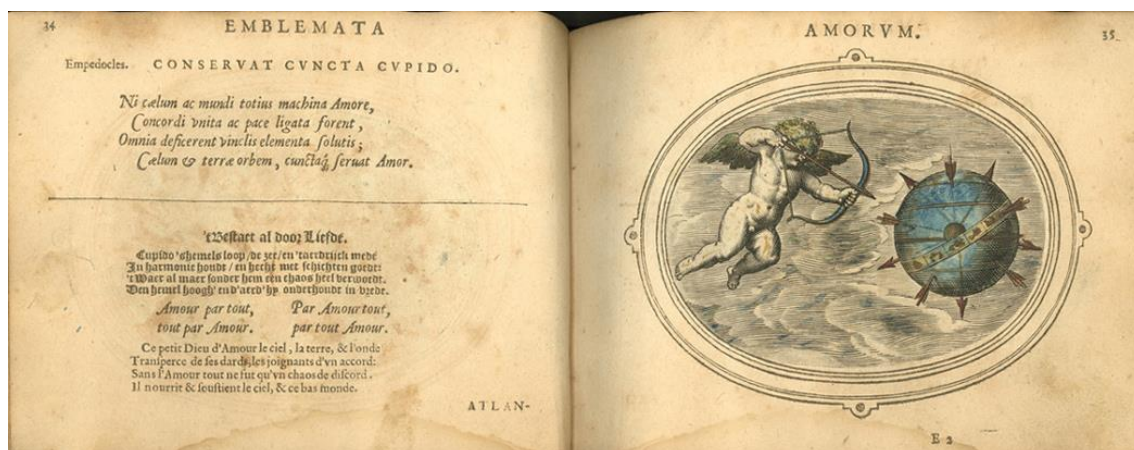 34 EMBLEMATA
Empedocles. CONSERVAT CVNCTA CVPIDO.
Ni cælum ac mundi totius machina Amore,
Concordi vnita ac pace ligata forent,
Omnia deficerent vinclis elementa solutis;
Cælum & terræ orbem, cunctaq́ ſeruat Amor.
'tBestaet al door Liefde.
Cupido 'shemels loop/de zee/en 'taerdrijck mede
In harmonie houdt/en hecht met schichten goedt:
't Waer al maer sonder hem een chaos heel verwoedt.
Den hemel hoogh' en d'aerd' hy onderhoudt in vrede.
Amour par tout, Par Amour tout,
tout par Amour. par tout Amour.
Ce petit Dieu d'Amour le ciel, la terre, & l'onde
Tranſperce de ſes dards, les joignants d'vn accord:
Sans l'Amour tout ne fut qu'vn chaos de diſcord.
Il nourrit & ſouſtient le ciel, & ce bas monde.
ATLAN-
AMORVM. 35
E 2